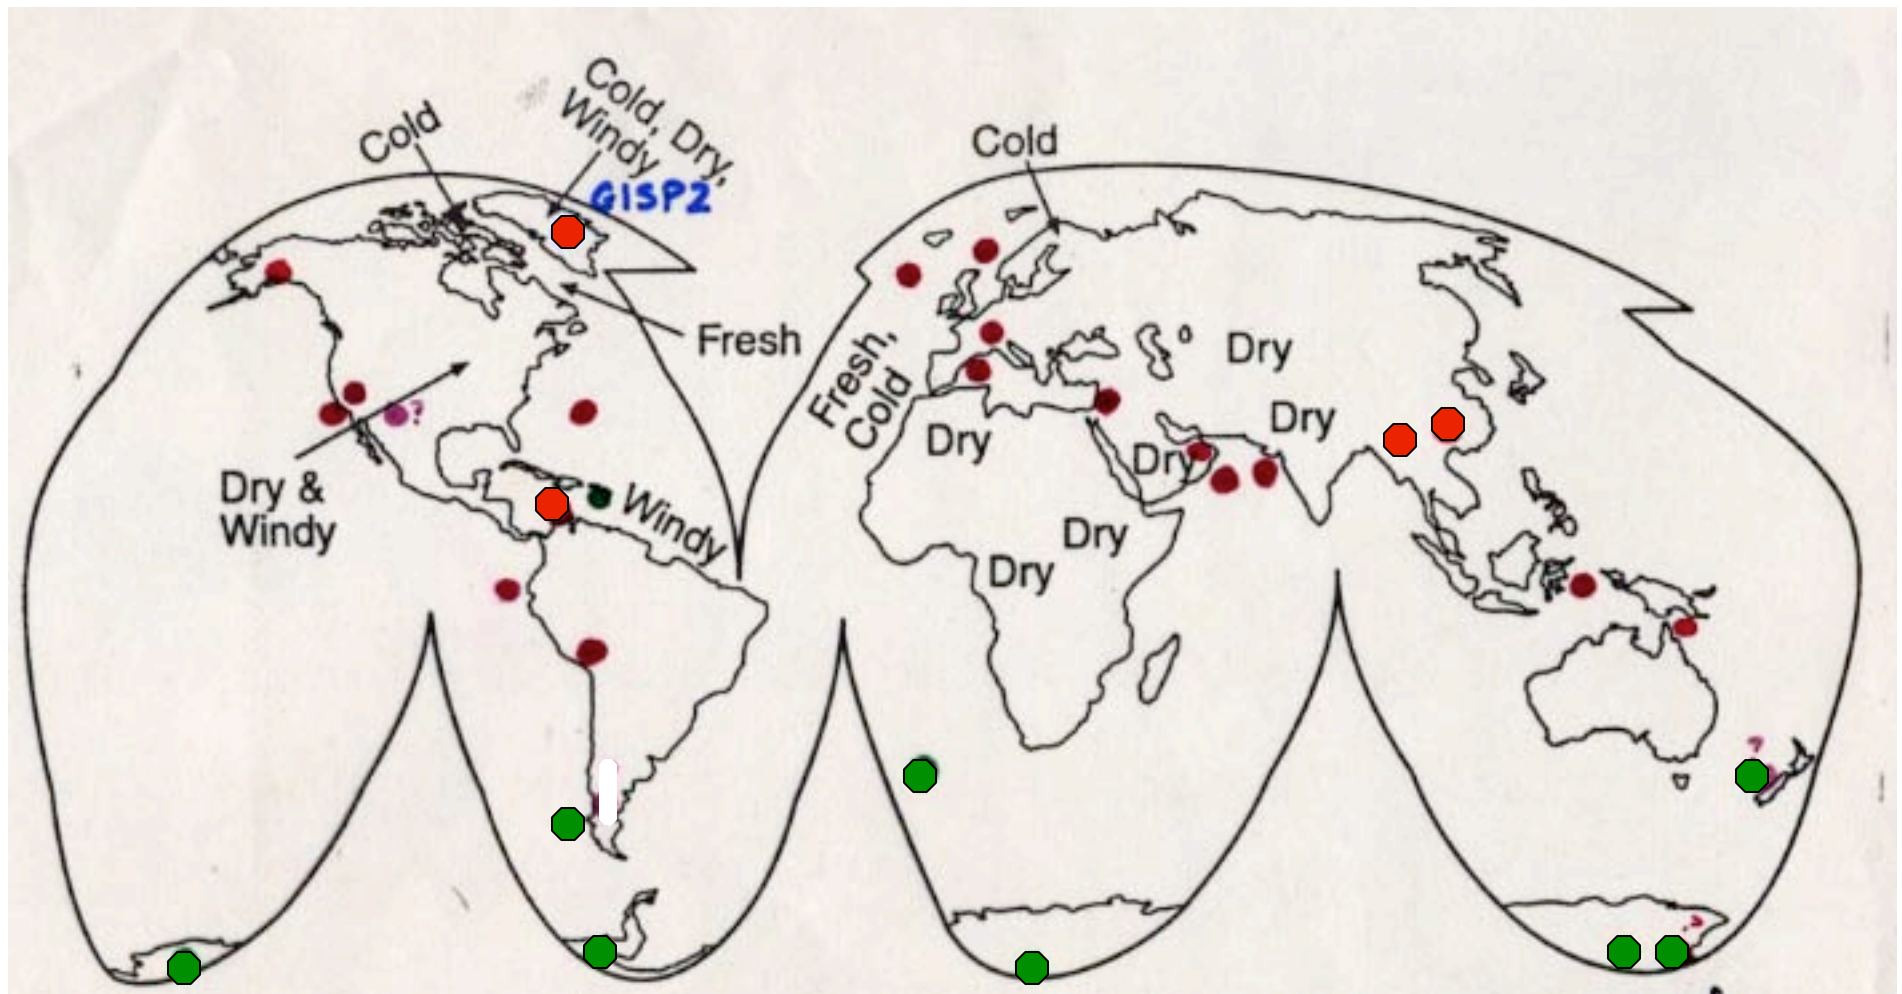 Cold
Cold, Dry,
Windy
GISP2
Cold
Fresh
Fresh,
Cold
Dry
Dry
Dry
Dry
?
Dry &
Windy
Windy
Dry
Dry
?
?